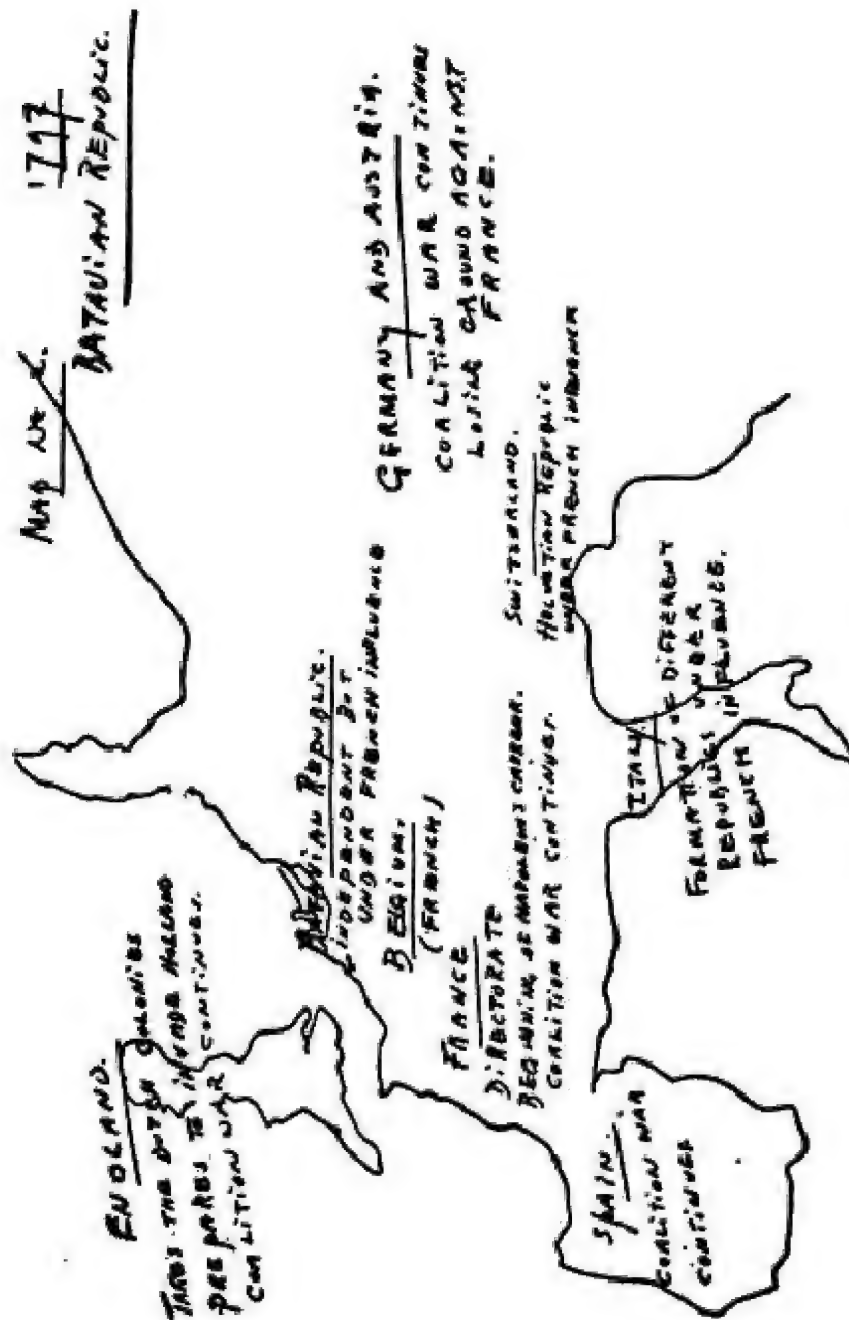 MAP No 2.
1797
BATAVIAN REPUBLIC.
ENGLAND.
TAKES THE DUTCH COLONIES
PREPARES TO INVADE HOLLAND
COALITION WAR CONTINUES.
BATAVIAN REPUBLIC.
INDEPENDENT BUT
UNDER FRENCH INFLUENCE
BEGIUM.
(FRENCH)
GERMANY AND AUSTRIA.
COALITION WAR CONTINUES
LOSING GROUND AGAINST
FRANCE.
FRANCE
DIRECTORATE
BEGINNING OF NAPOLEON'S CAREER.
COALITION WAR CONTINUES.
SWITSERLAND.
HELVETIAN REPUBLIC
UNDER FRENCH INFLUENCE
SPAIN.
COALITION WAR
CONTINUES
ITALY.
FORMATION OF DIFFERENT
REPUBLICS UNDER
FRENCH INFLUENCE.